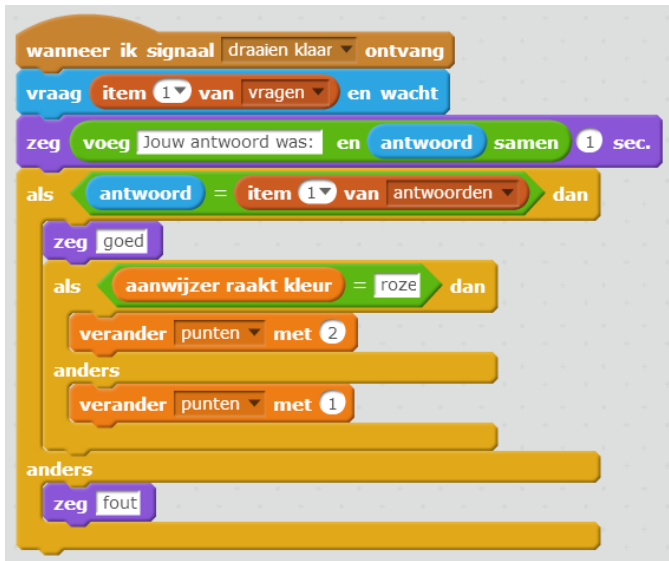 wanneer ik signaal draaien klaar ontvang
vraag item 1 van vragen en wacht
zeg voeg Jouw antwoord was: en antwoord samen 1 sec.
als antwoord = item 1 van antwoorden dan
zeg goed
als aanwijzer raakt kleur = roze dan
verander punten met 2
anders
verander punten met 1
anders
zeg fout